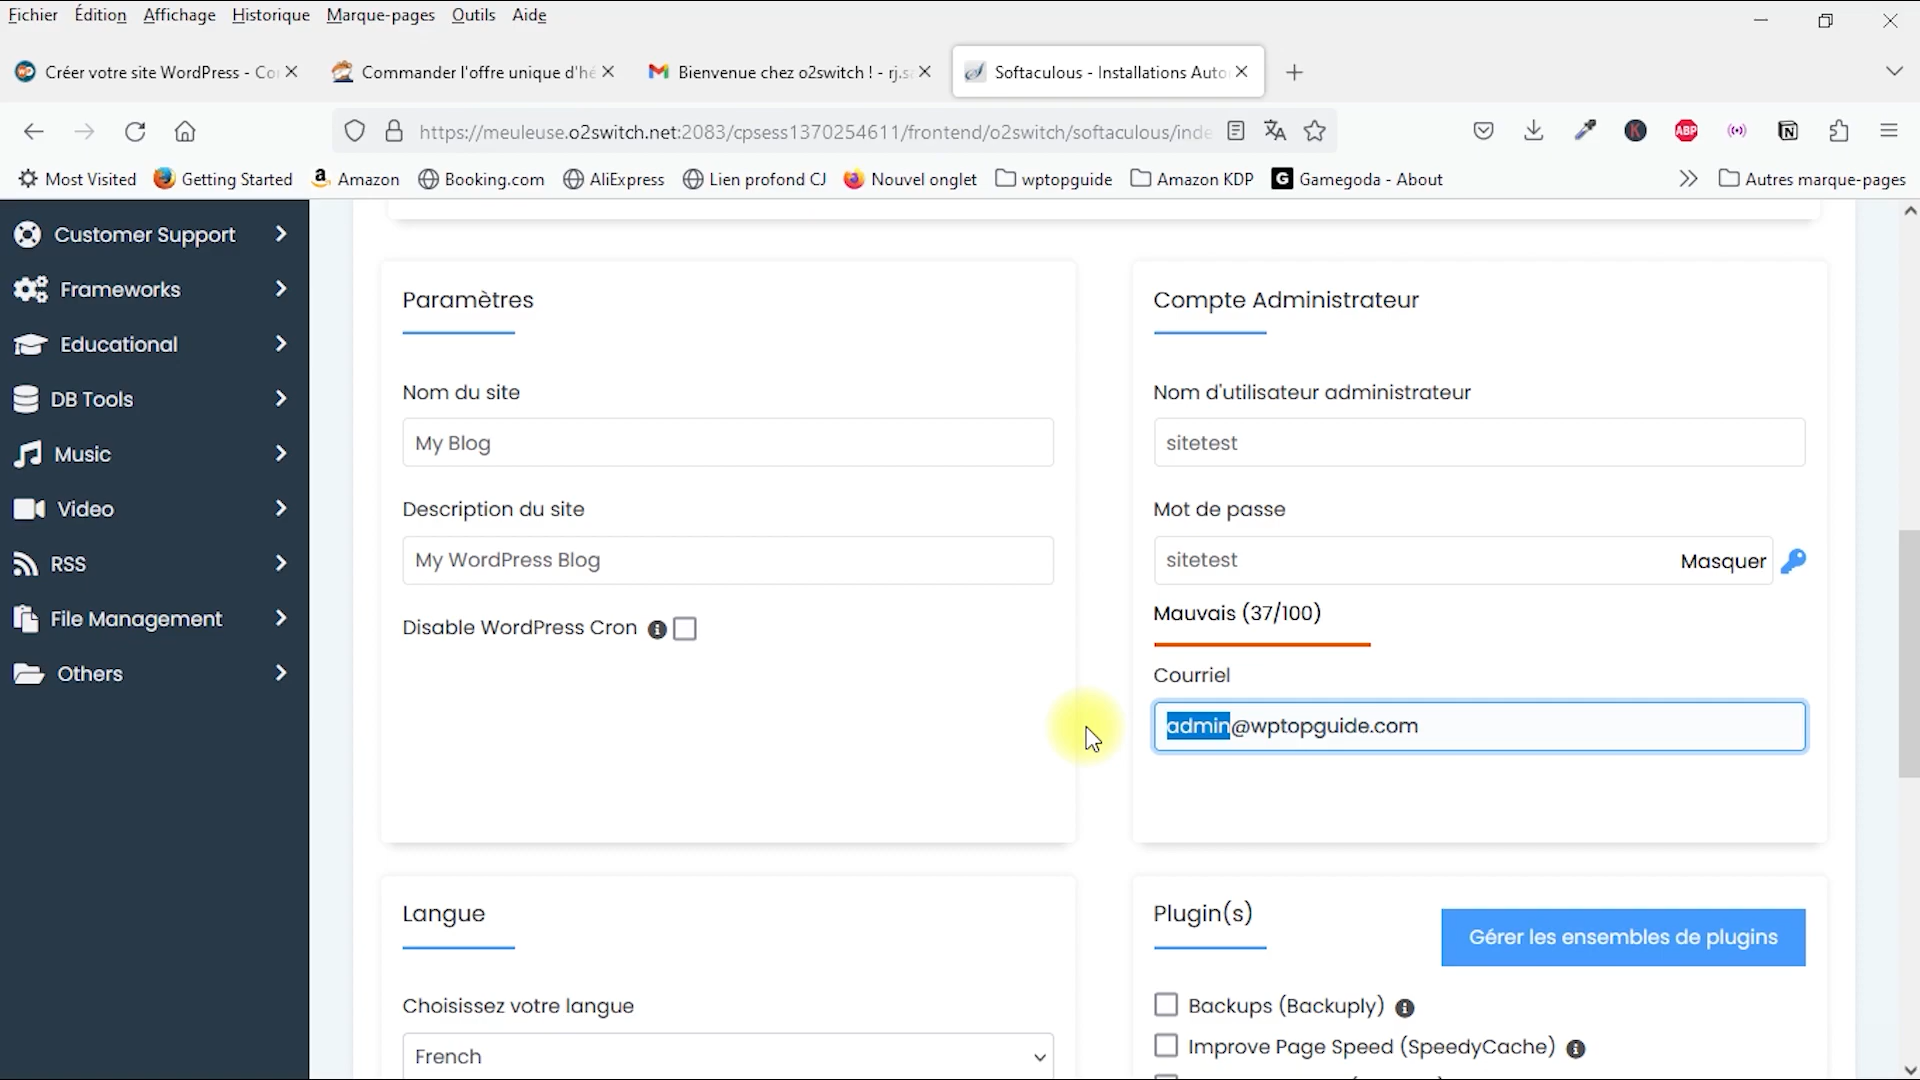 Fichier Édition Affichage Historique Marque-pages Outils Aide
Créer votre site WordPress - Co
Commander l'offre unique d'hé
Bienvenue chez o2switch ! - rj.sa
Softaculous - Installations Auto
https://meuleuse.o2switch.net:2083/cpsess1370254611/frontend/o2switch/softaculous/inde
K ABP N
Most Visited Getting Started Amazon Booking.com AliExpress Lien profond CJ Nouvel onglet wptopguide Amazon KDP G Gamegoda - About Autres marque-pages
Customer Support
Frameworks
Educational
DB Tools
Music
Video
RSS
File Management
Others
Paramètres
Nom du site
My Blog
Description du site
My WordPress Blog
Disable WordPress Cron
Compte Administrateur
Nom d'utilisateur administrateur
sitetest
Mot de passe
sitetest Masquer
Mauvais (37/100)
Courriel
admin@wptopguide.com
Langue
Choisissez votre langue
French
Plugin(s)
Gérer les ensembles de plugins
Backups (Backuply)
Improve Page Speed (SpeedyCache)